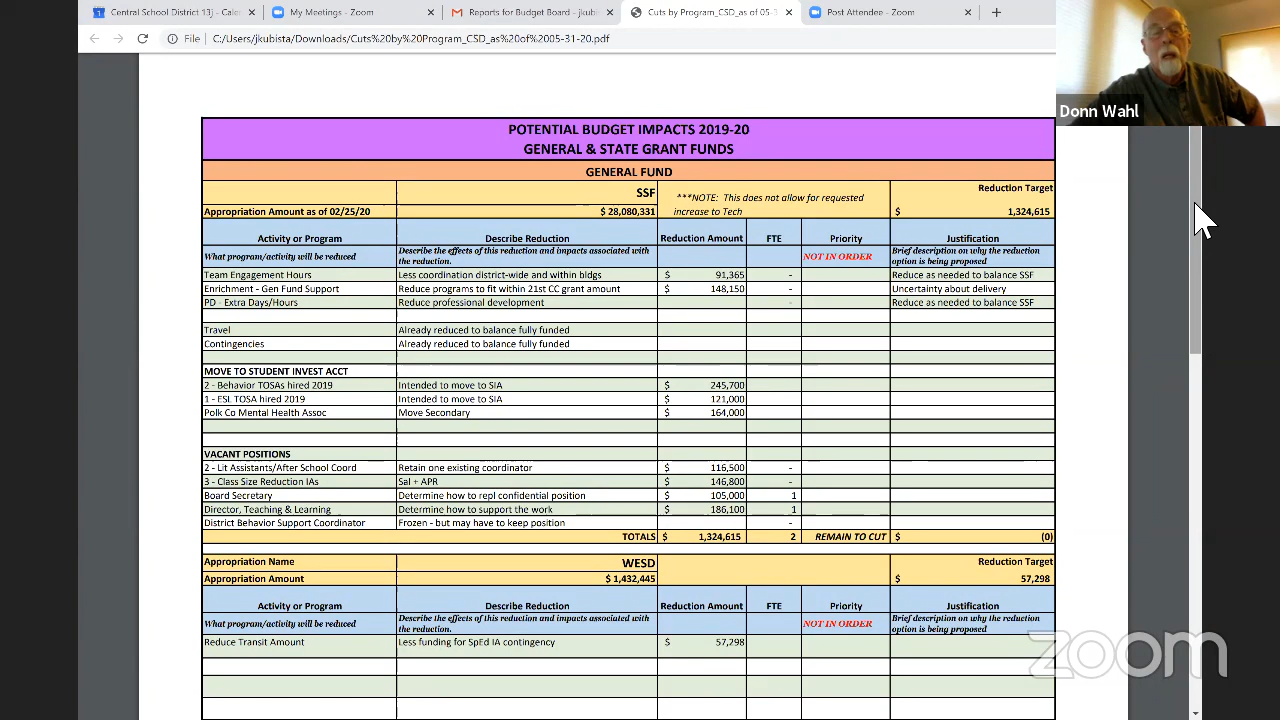 Central School District 13j - Cale
My Meetings - Zoom
Reports for the Board - jkubis
Cuts by Program_CSD_as of 05-3
Post Attendee - Zoom
File C:/Users/jkubista/Downloads/Cuts%20by%20Program_CSD_as%20of%2005-31-20.pdf
Donn Wahl
POTENTIAL BUDGET IMPACTS 2019-20
GENERAL & STATE GRANT FUNDS
GENERAL FUND
SSF ***NOTE: This does not allow for requested increase to Tech Reduction Target
Appropriation Amount as of 02/25/20 $ 28,080,331 $ 1,324,615
Activity or Program Describe Reduction Reduction Amount FTE Priority Justification
What program/activity will be reduced Describe the effects of this reduction and impacts associated with the reduction. NOT IN ORDER Brief description on why the reduction option is being proposed
Team Engagement Hours Less coordination district-wide and within bldgs $ 91,365 - Reduce as needed to balance SSF
Enrichment - Gen Fund Support Reduce programs to fit within 21st CC grant amount $ 148,150 Uncertainty about delivery
PD - Extra Days/Hours Reduce professional development - Reduce as needed to balance SSF
Travel Already reduced to balance fully funded
Contingencies Already reduced to balance fully funded
MOVE TO STUDENT INVEST ACCT
2 - Behavior TOSAs hired 2019 Intended to move to SIA $ 245,700
1 - ESL TOSA hired 2019 Intended to move to SIA $ 121,000
Polk Co Mental Health Assoc Move Secondary $ 164,000
VACANT POSITIONS
2 - Lit Assistants/After School Coord Retain one existing coordinator $ 116,500 -
3 - Class Size Reduction IAs Sal + APR $ 146,800 -
Board Secretary Determine how to repl confidential position $ 105,000 1
Director, Teaching & Learning Determine how to support the work $ 186,100 1
District Behavior Support Coordinator Frozen - but may have to keep position -
TOTALS $ 1,324,615 2 REMAIN TO CUT $ (0)
Appropriation Name WESD Reduction Target
Appropriation Amount $ 1,432,445 $ 57,298
Activity or Program Describe Reduction Reduction Amount FTE Priority Justification
What program/activity will be reduced Describe the effects of this reduction and impacts associated with the reduction. NOT IN ORDER Brief description on why the reduction option is being proposed
Reduce Transit Amount Less funding for SpEd IA contingency $ 57,298
zoom